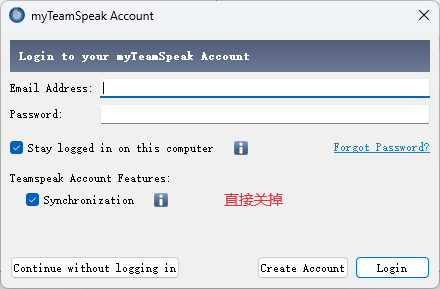 myTeamSpeak Account
Login to your myTeamSpeak Account
Email Address:
Password:
Stay logged in on this computer
Forgot Password?
Teamspeak Account Features:
Synchronization
直接关掉
Continue without logging in
Create Account
Login